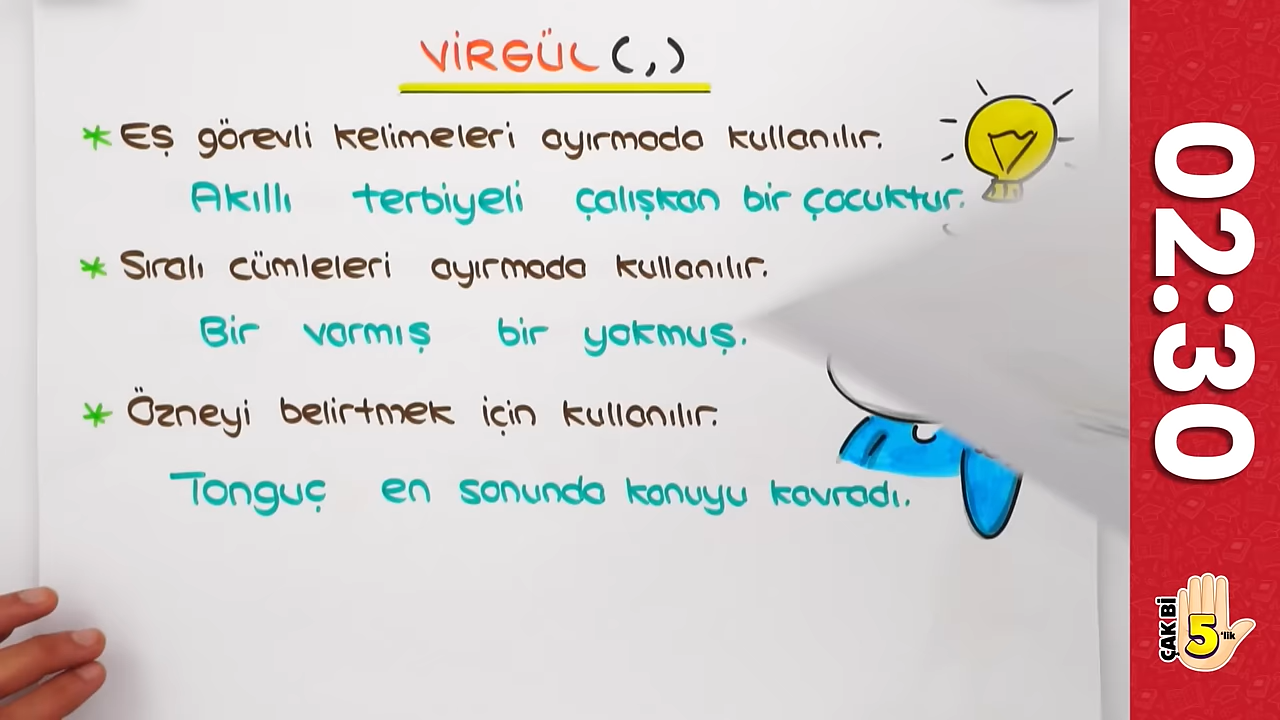 VİRGÜL (,)
* Eş görevli kelimeleri ayırmada kullanılır.
Akıllı terbiyeli çalışkan bir çocuktur.
* Sıralı cümleleri ayırmada kullanılır.
Bir varmış bir yokmuş.
* Özneyi belirtmek için kullanılır.
Tonguç en sonunda konuyu kavradı.
02:30
ÇAK Bİ
5'lik